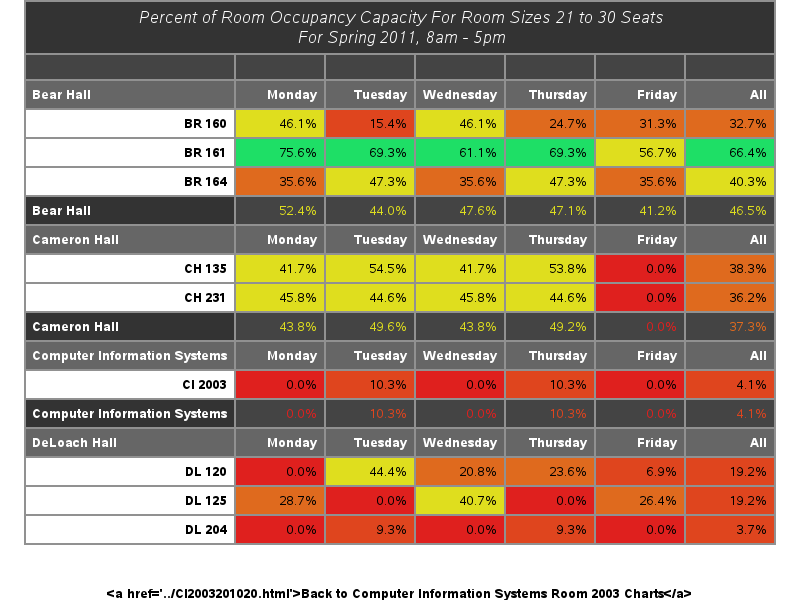 Percent of Room Occupancy Capacity For Room Sizes 21 to 30 Seats
For Spring 2011, 8am - 5pm
Bear Hall Monday Tuesday Wednesday Thursday Friday All
BR 160 46.1% 15.4% 46.1% 24.7% 31.3% 32.7%
BR 161 75.6% 69.3% 61.1% 69.3% 56.7% 66.4%
BR 164 35.6% 47.3% 35.6% 47.3% 35.6% 40.3%
Bear Hall 52.4% 44.0% 47.6% 47.1% 41.2% 46.5%
Cameron Hall Monday Tuesday Wednesday Thursday Friday All
CH 135 41.7% 54.5% 41.7% 53.8% 0.0% 38.3%
CH 231 45.8% 44.6% 45.8% 44.6% 0.0% 36.2%
Cameron Hall 43.8% 49.6% 43.8% 49.2% 0.0% 37.3%
Computer Information Systems Monday Tuesday Wednesday Thursday Friday All
CI 2003 0.0% 10.3% 0.0% 10.3% 0.0% 4.1%
Computer Information Systems 0.0% 10.3% 0.0% 10.3% 0.0% 4.1%
DeLoach Hall Monday Tuesday Wednesday Thursday Friday All
DL 120 0.0% 44.4% 20.8% 23.6% 6.9% 19.2%
DL 125 28.7% 0.0% 40.7% 0.0% 26.4% 19.2%
DL 204 0.0% 9.3% 0.0% 9.3% 0.0% 3.7%
<a href='../CI2003201020.html'>Back to Computer Information Systems Room 2003 Charts</a>